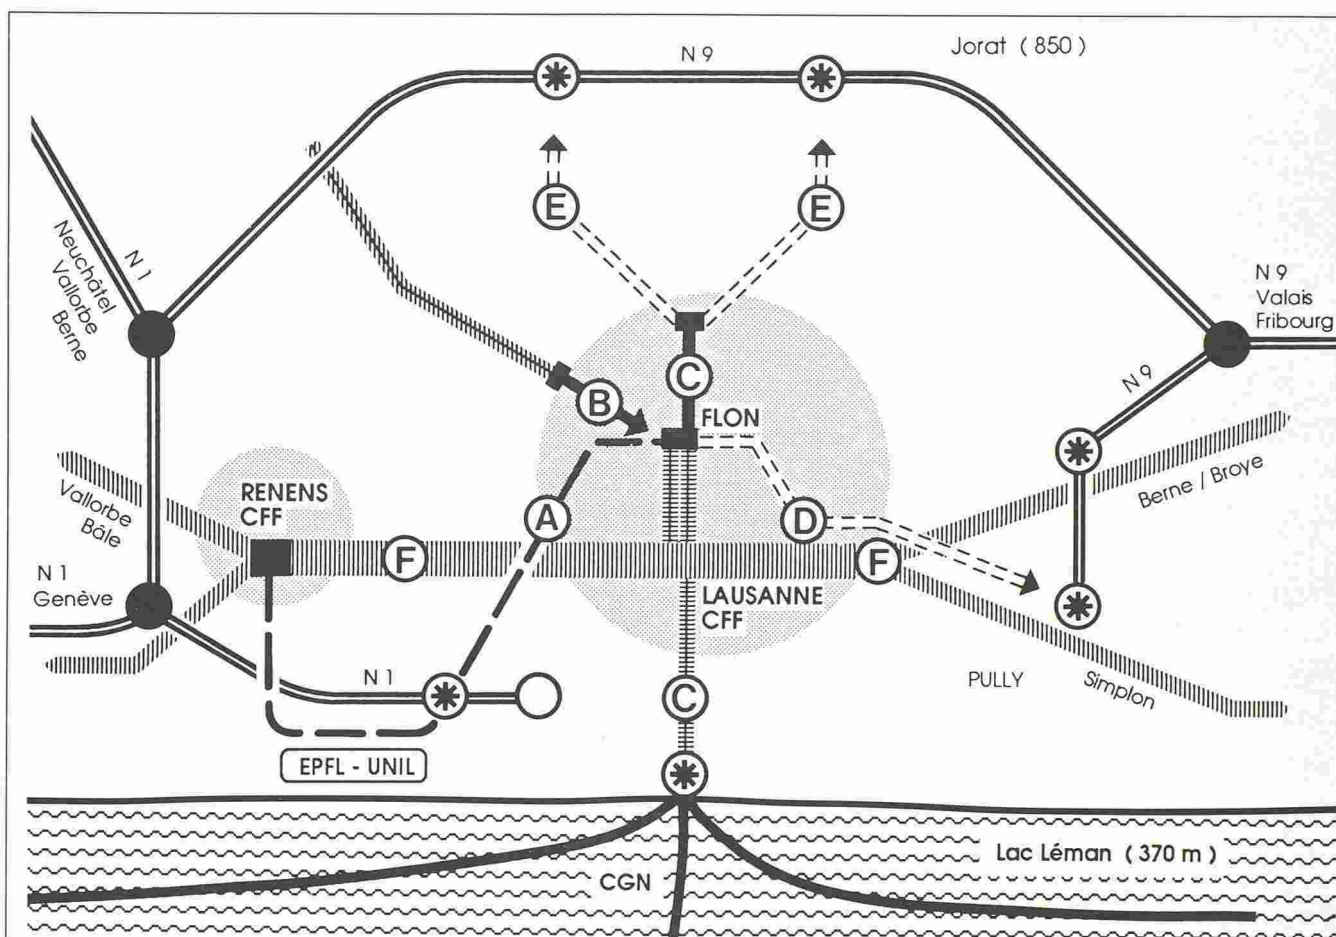 N 9
Jorat ( 850 )
N 1
Neuchâtel
Vallorbe
Berne
E
E
N 9
Valais
Fribourg
N 9
C
B
FLON
RENENS
CFF
Vallorbe
Bâle
A
D
Berne / Broye
F
F
N 1
Genève
LAUSANNE
CFF
N 1
C
PULLY
Simplon
EPFL - UNIL
Lac Léman ( 370 m )
CGN